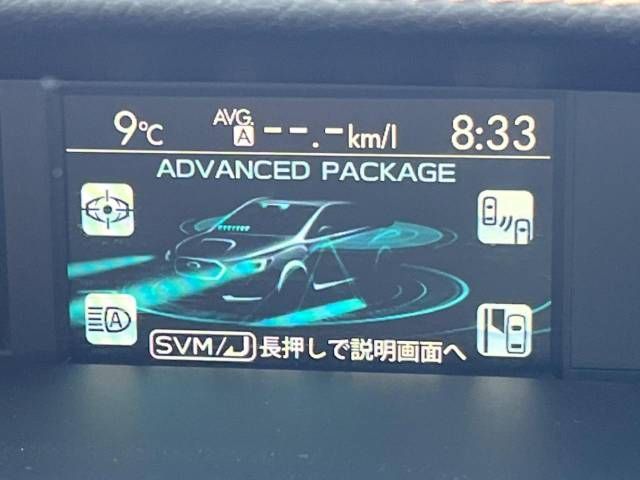 9℃ AVG. A --.-km/l 8:33
ADVANCED PACKAGE
A
SVM/⤶ 長押しで説明画面へ